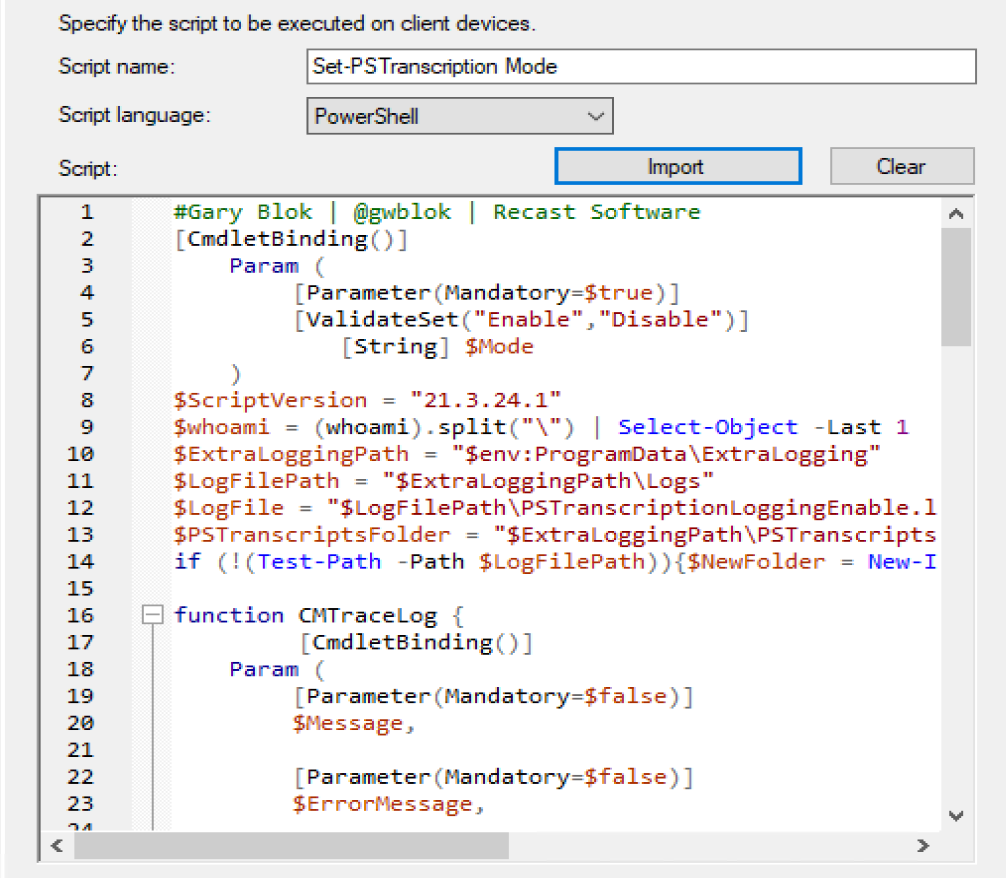 Specify the script to be executed on client devices.
Script name: Set-PSTranscription Mode
Script language: PowerShell
Script: Import Clear
1 #Gary Blok | @gwblok | Recast Software
2 [CmdletBinding()]
3 Param (
4 [Parameter(Mandatory=$true)]
5 [ValidateSet("Enable","Disable")]
6 [String] $Mode
7 )
8 $ScriptVersion = "21.3.24.1"
9 $whoami = (whoami).split("\") | Select-Object -Last 1
10 $ExtraLoggingPath = "$env:ProgramData\ExtraLogging"
11 $LogFilePath = "$ExtraLoggingPath\Logs"
12 $LogFile = "$LogFilePath\PSTranscriptionLoggingEnable.l
13 $PSTranscriptsFolder = "$ExtraLoggingPath\PSTranscripts
14 if (!(Test-Path -Path $LogFilePath)){$NewFolder = New-I
15
16 function CMTraceLog {
17 [CmdletBinding()]
18 Param (
19 [Parameter(Mandatory=$false)]
20 $Message,
21
22 [Parameter(Mandatory=$false)]
23 $ErrorMessage,
24